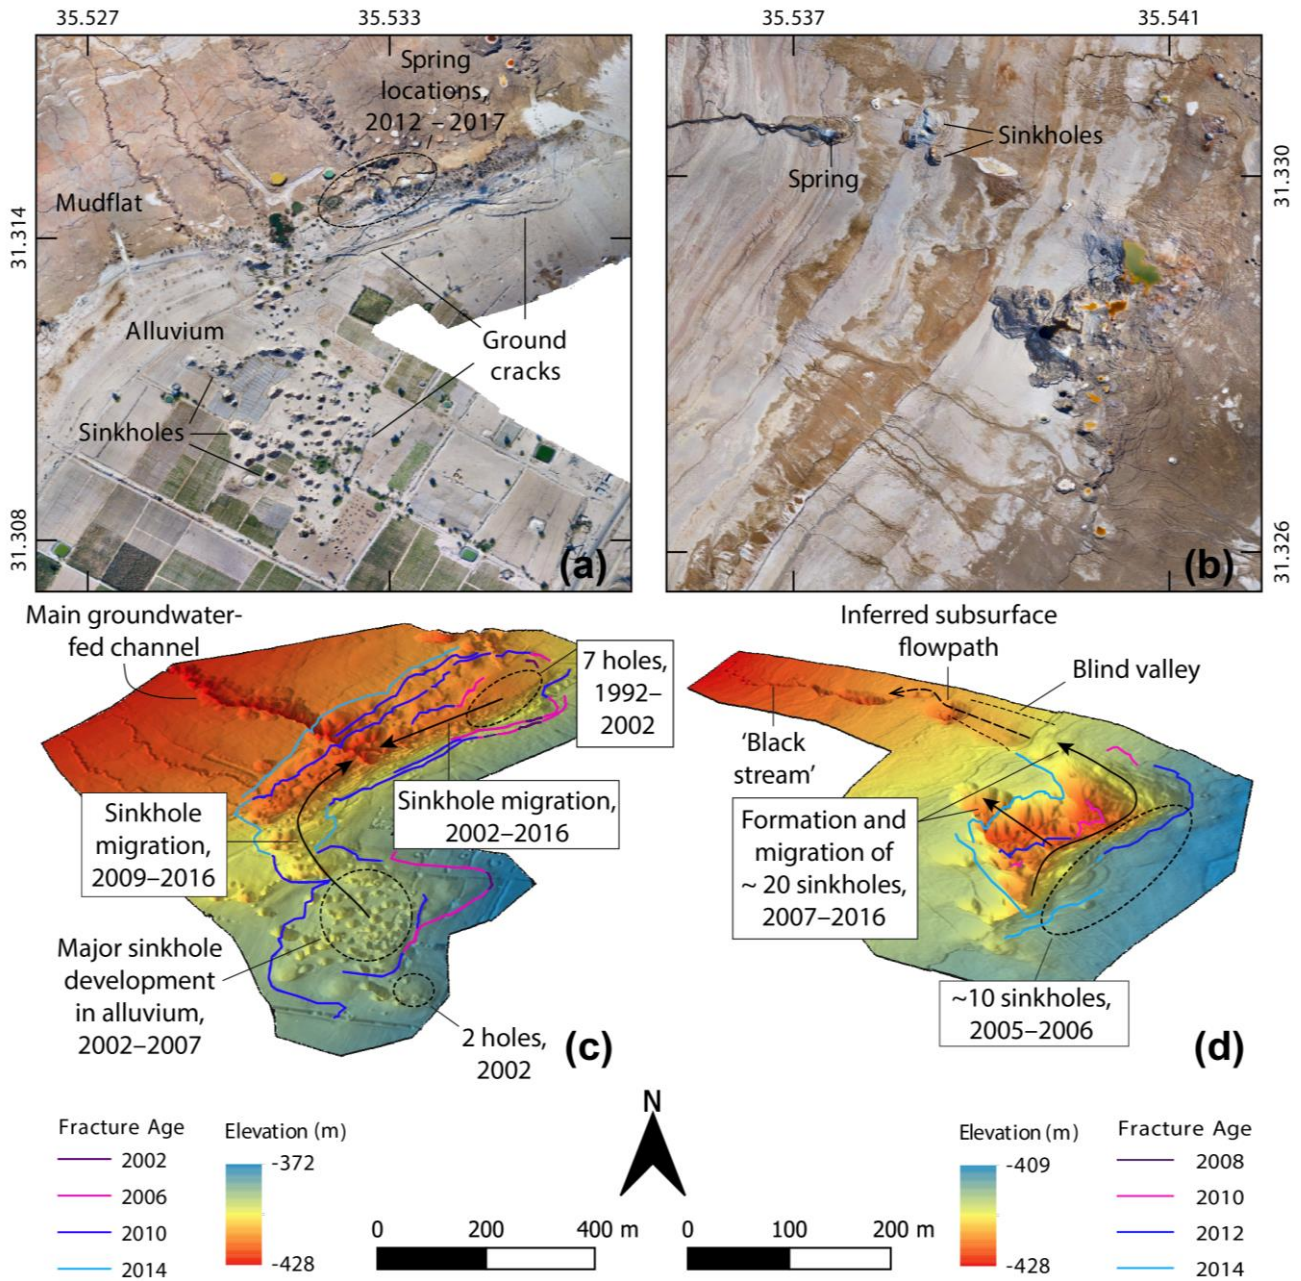 35.527
35.533
35.537
35.541
Spring
locations,
2012 – 2017
Mudflat
31.314
Alluvium
Ground
cracks
Sinkholes
31.308
(a)
Sinkholes
Spring
31.330
31.326
(b)
Main groundwater-
fed channel
7 holes,
1992–
2002
Sinkhole
migration,
2009–2016
Sinkhole migration,
2002–2016
Major sinkhole
development
in alluvium,
2002–2007
2 holes,
2002
(c)
Inferred subsurface
flowpath
Blind valley
‘Black
stream’
Formation and
migration of
~ 20 sinkholes,
2007–2016
~10 sinkholes,
2005–2006
(d)
Fracture Age
2002
2006
2010
2014
Elevation (m)
-372
-428
N
0 200 400 m
0 100 200 m
Elevation (m)
-409
-428
Fracture Age
2008
2010
2012
2014